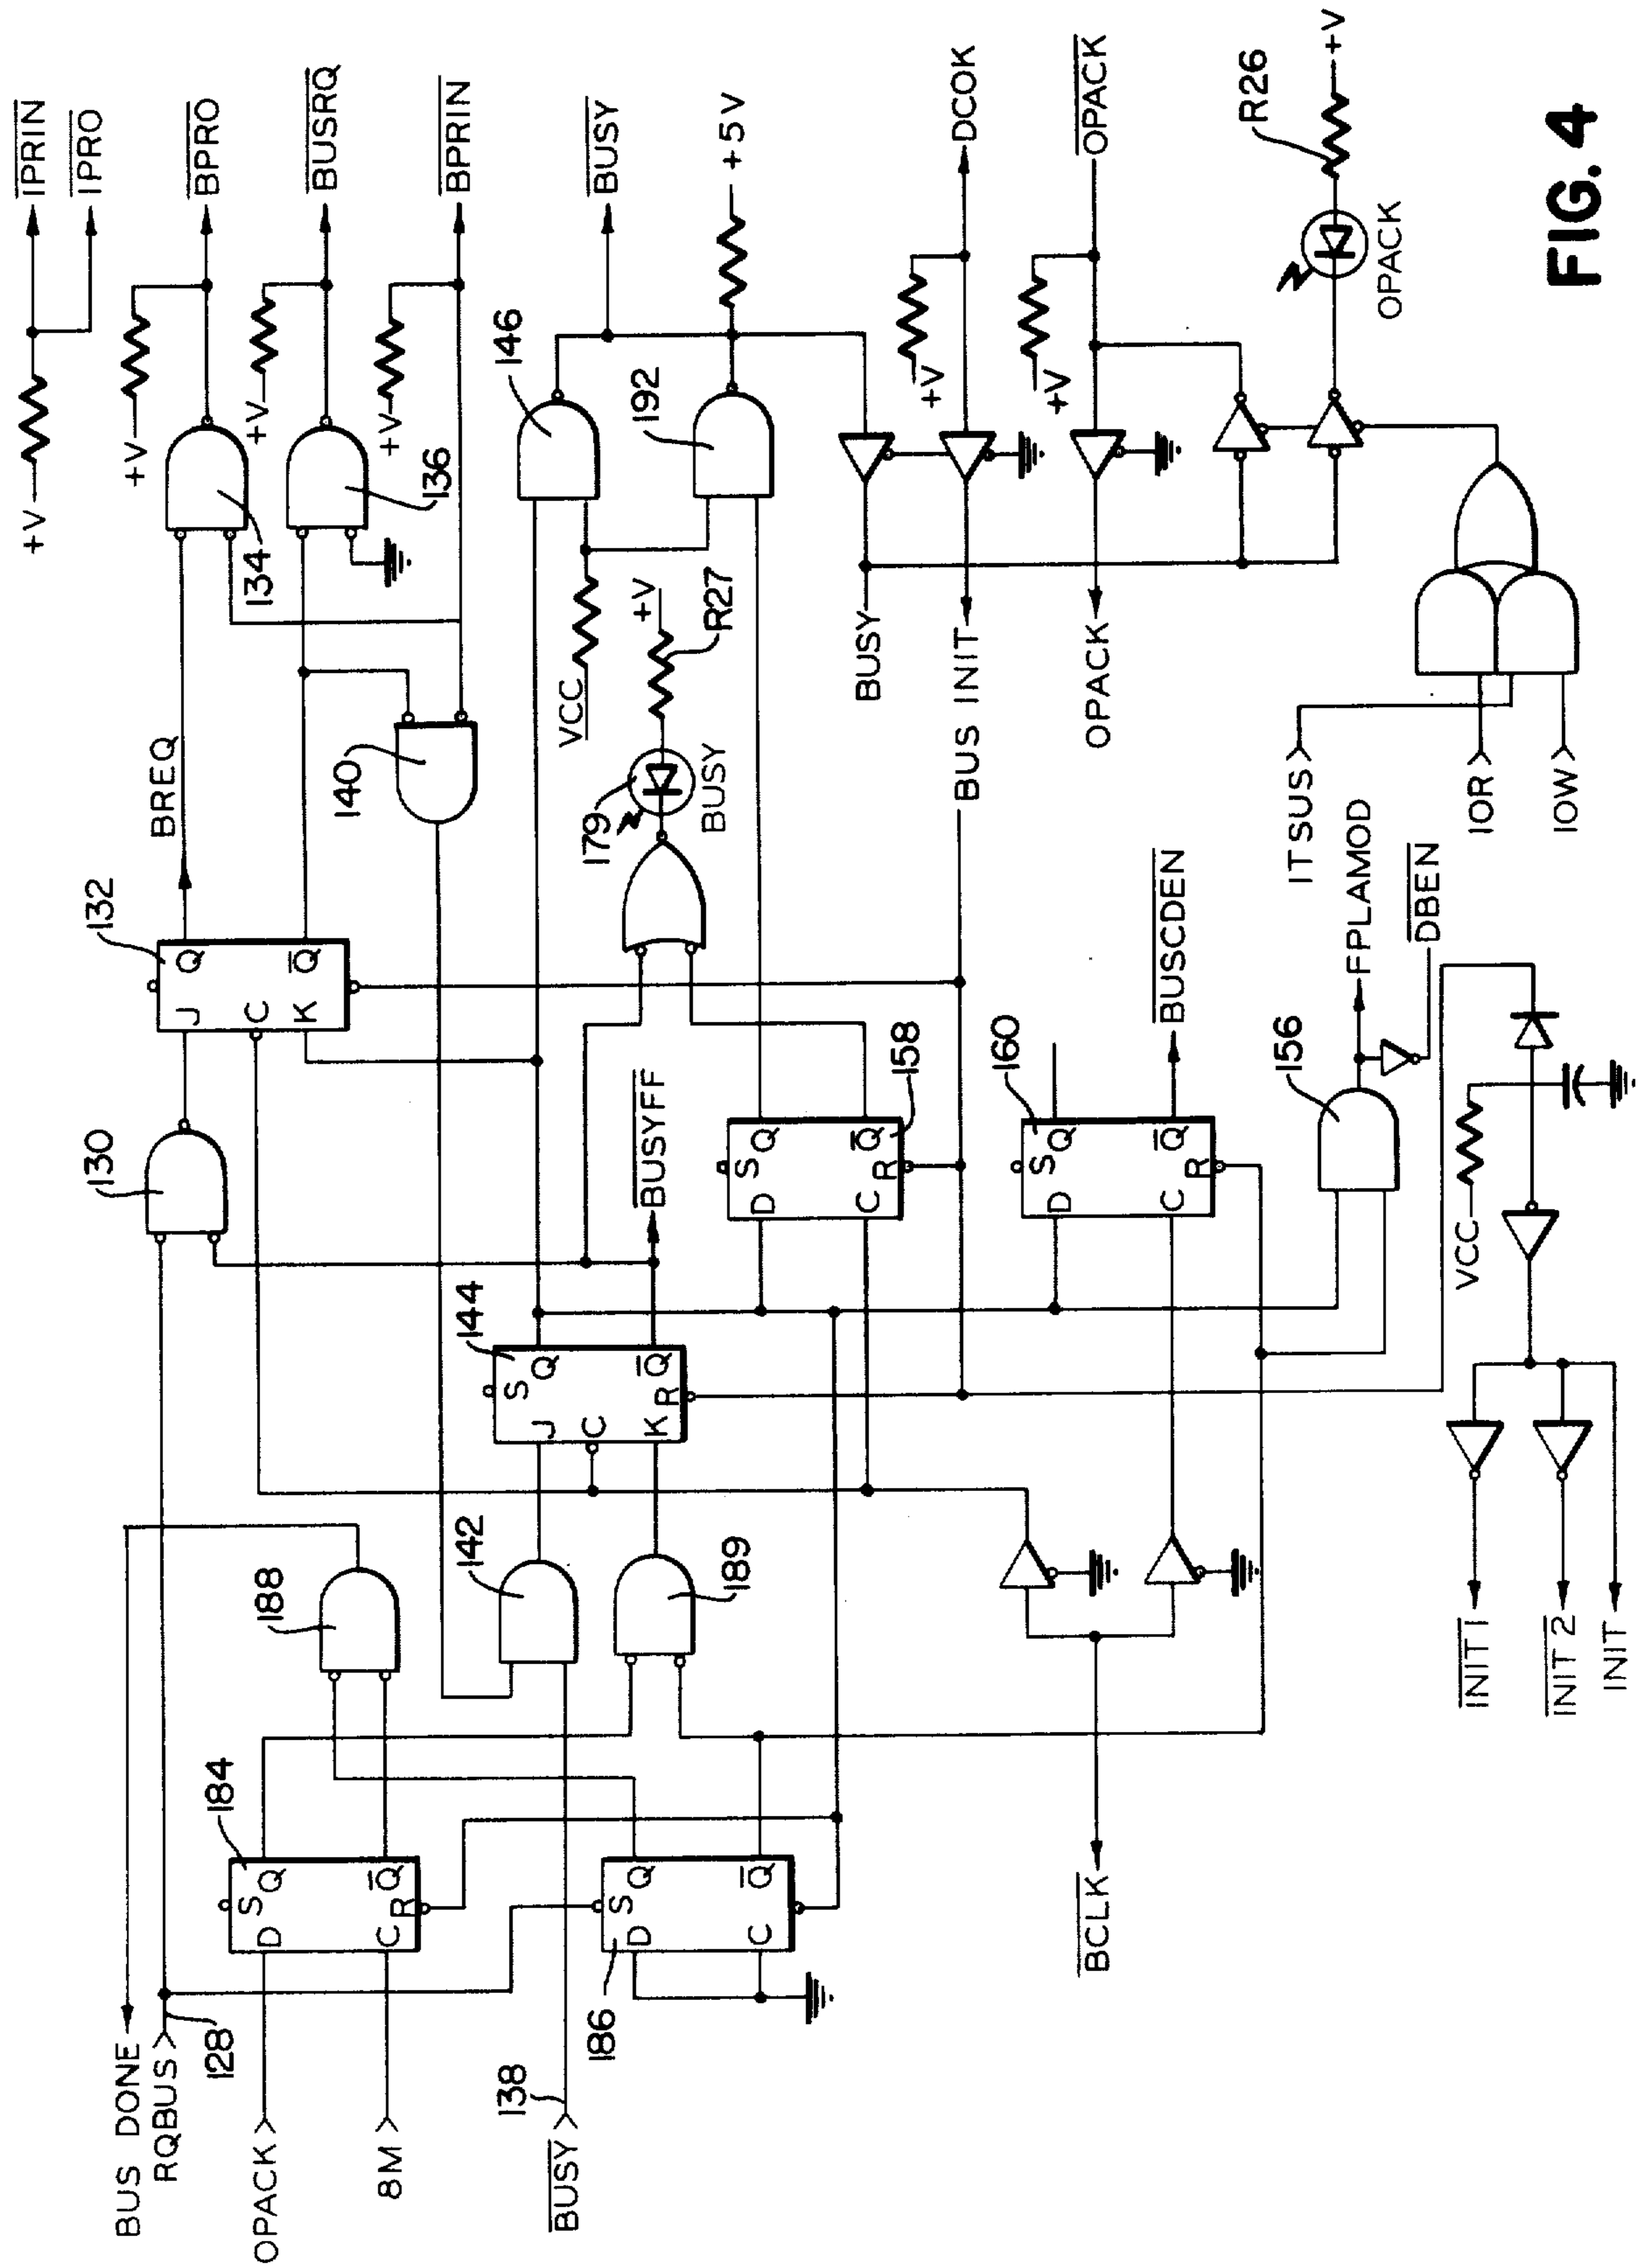 +V
IPRIN
IPRO
+V
BPRO
134
+V
BUSRQ
136
+V
BPRIN
BREQ
132
J
C
K
Q
Q
140
130
146
BUSY
+5V
192
VCC
+V
R27
179
BUSY
BUSY
BUS INIT
+V
DCOK
OPACK
+V
OPACK
R26
+V
OPACK
ITSUS
IOR
IOW
FPLAMOD
DBEN
156
BUSCDEN
160
S
D
C
Q
Q
R
158
S
D
C
Q
Q
R
BUSYFF
144
S
J
C
K
Q
Q
R
142
189
188
184
S
D
C
Q
Q
R
186
S
D
C
Q
Q
BUS DONE
RQBUS
128
OPACK
8M
138
BUSY
BCLK
VCC
INIT 1
INIT 2
INIT
FIG. 4